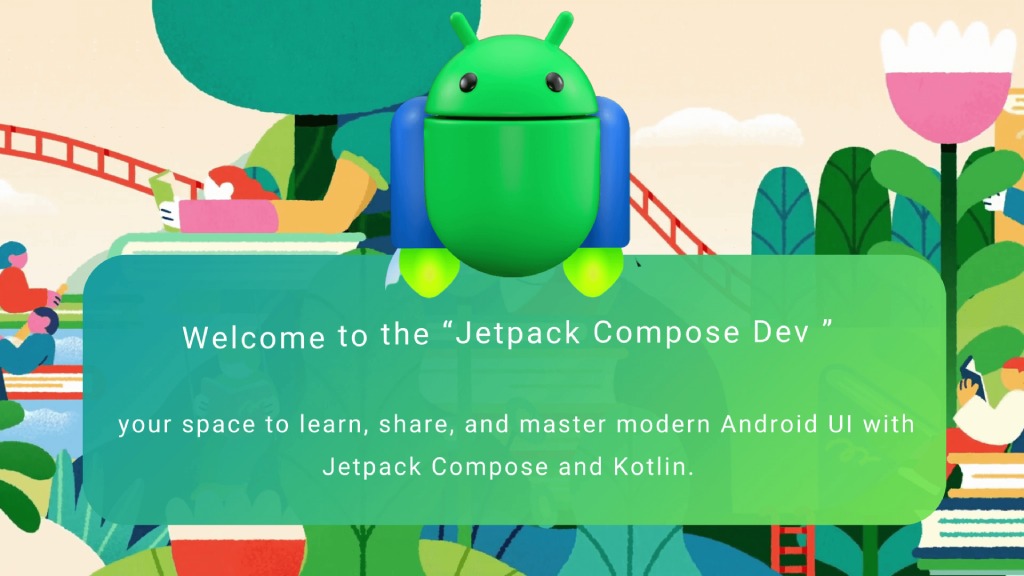 Welcome to the “Jetpack Compose Dev ”
your space to learn, share, and master modern Android UI with
Jetpack Compose and Kotlin.